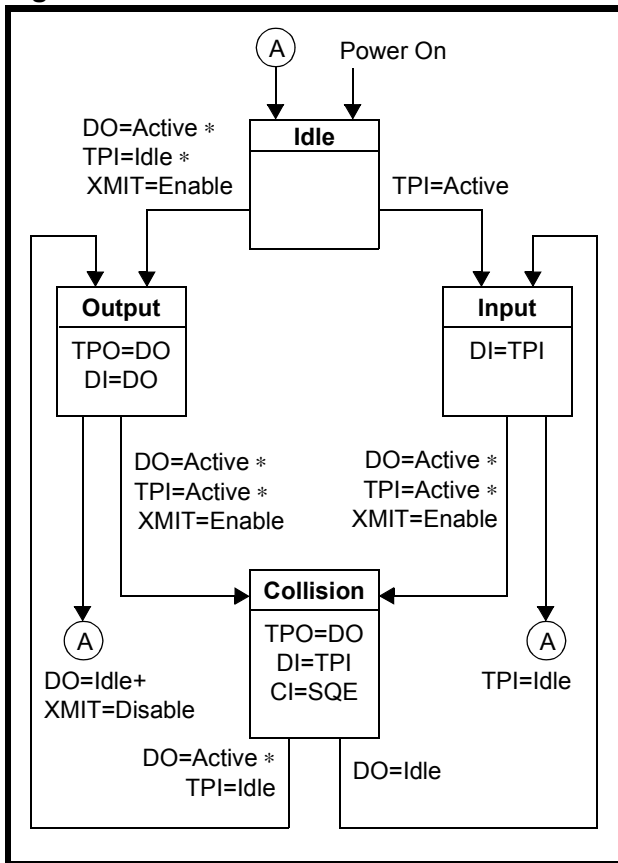 A
Power On
DO=Active *
TPI=Idle *
XMIT=Enable
Idle
TPI=Active
Output
TPO=DO
DI=DO
Input
DI=TPI
DO=Active *
TPI=Active *
XMIT=Enable
DO=Active *
TPI=Active *
XMIT=Enable
Collision
TPO=DO
DI=TPI
CI=SQE
A
DO=Idle+
XMIT=Disable
A
TPI=Idle
DO=Active *
TPI=Idle
DO=Idle